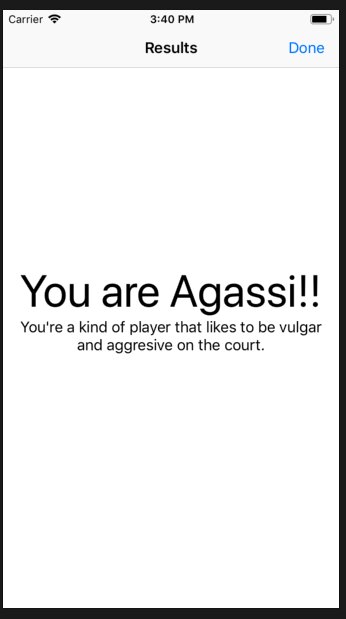 Carrier 3:40 PM
Results Done
You are Agassi!!
You're a kind of player that likes to be vulgar
and aggresive on the court.